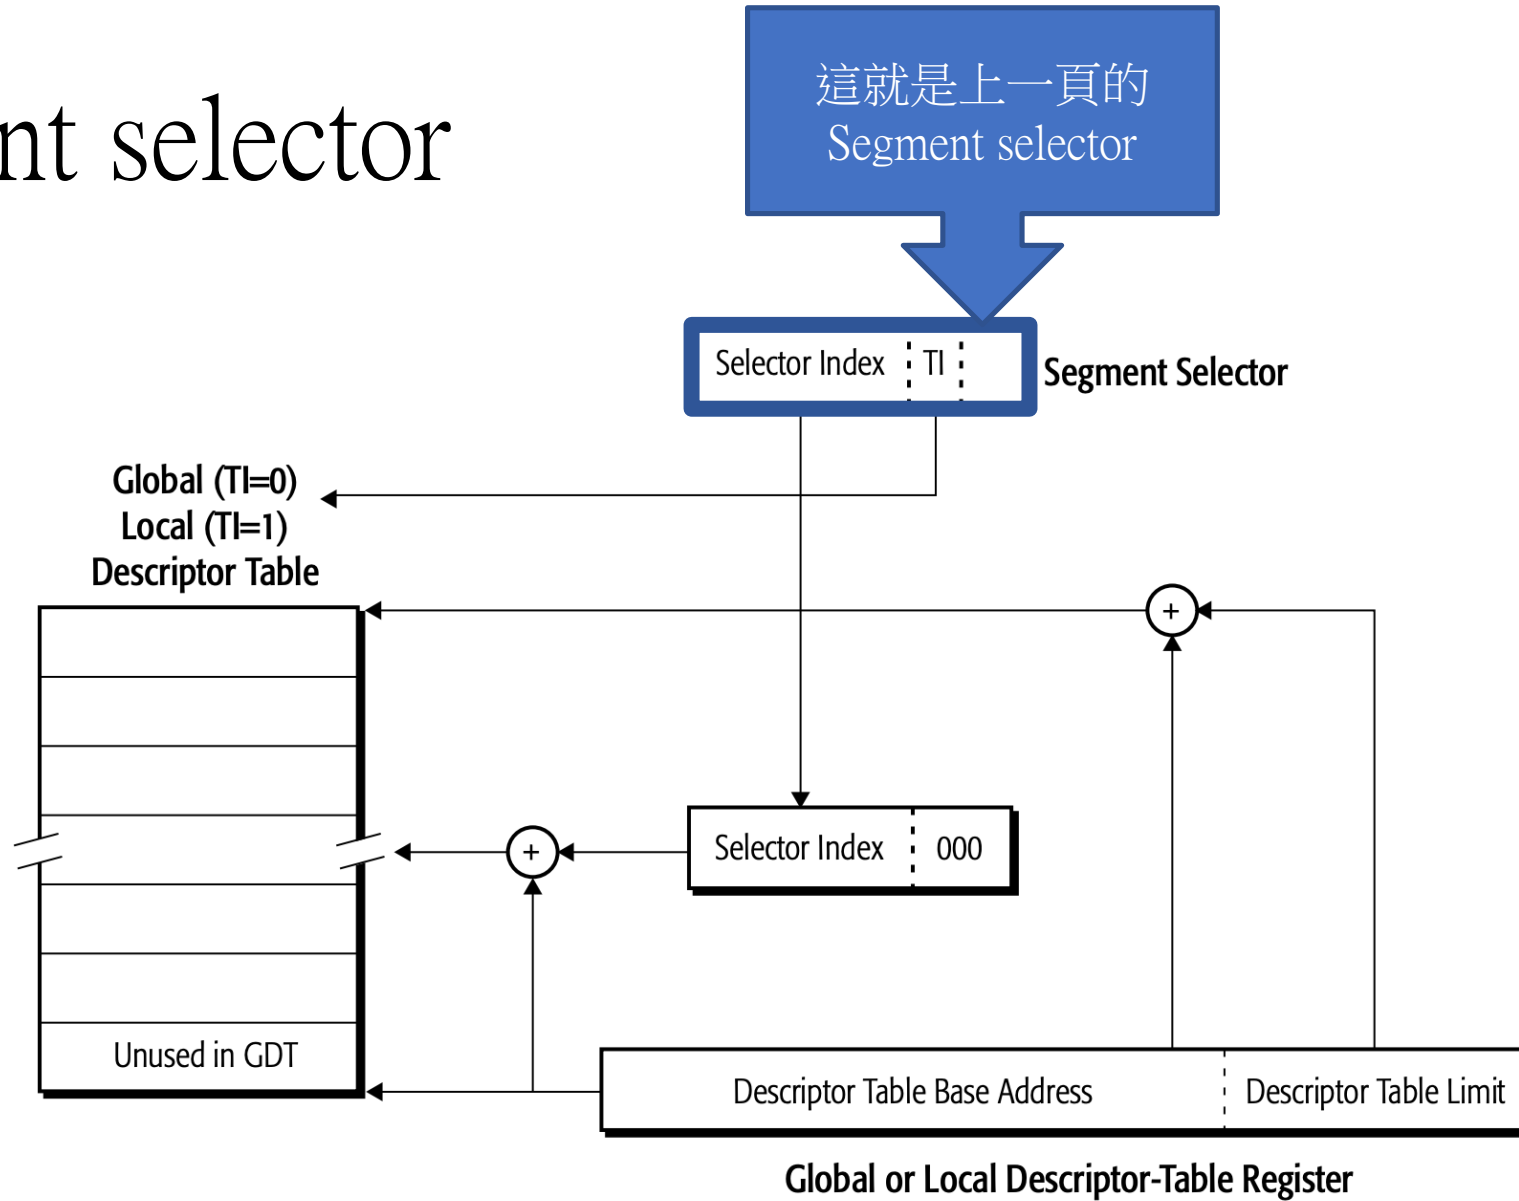 nt selector
這就是上一頁的
Segment selector
Selector Index
TI
Segment Selector
Global (TI=0)
Local (TI=1)
Descriptor Table
+
Selector Index
000
+
Unused in GDT
Descriptor Table Base Address
Descriptor Table Limit
Global or Local Descriptor-Table Register